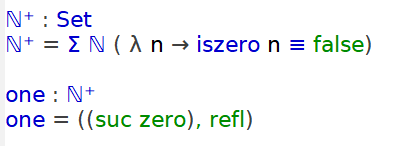 ℕ⁺ : Set
ℕ⁺ = Σ ℕ ( λ n → iszero n ≡ false)
one : ℕ⁺
one = ((suc zero), refl)